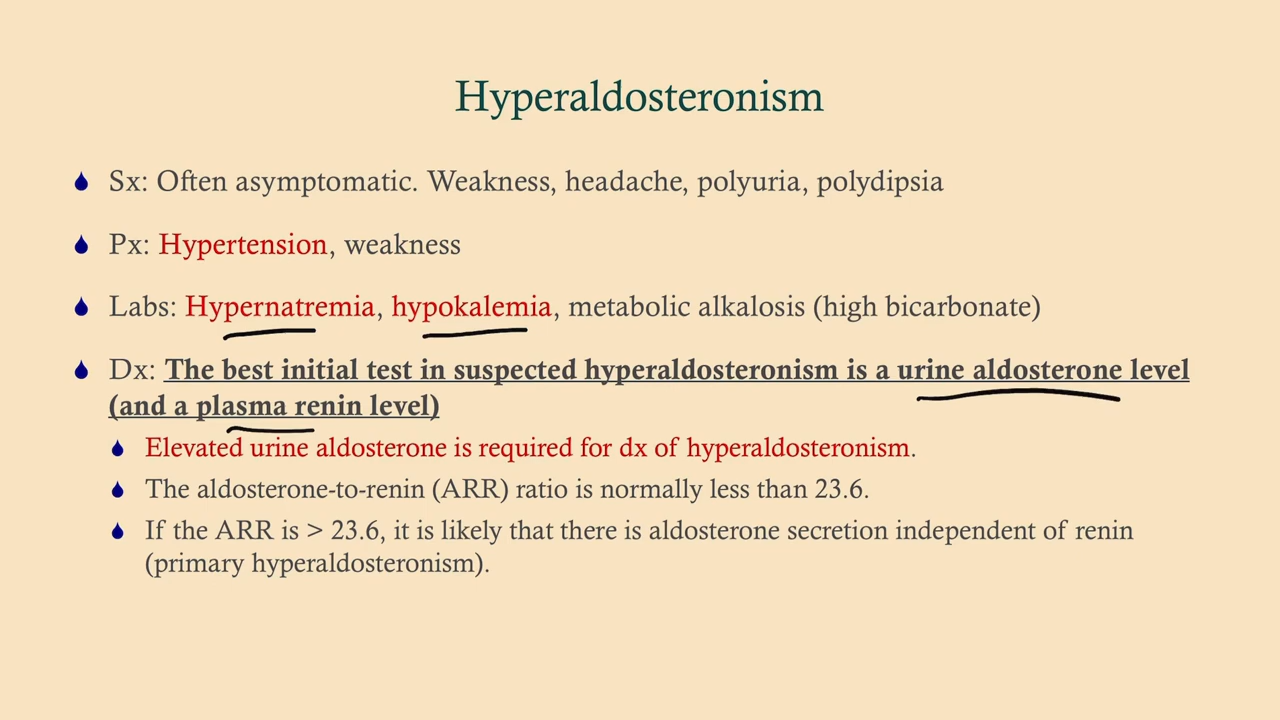 Hyperaldosteronism
Sx: Often asymptomatic. Weakness, headache, polyuria, polydipsia
Px: Hypertension, weakness
Labs: Hypernatremia, hypokalemia, metabolic alkalosis (high bicarbonate)
Dx: The best initial test in suspected hyperaldosteronism is a urine aldosterone level
(and a plasma renin level)
Elevated urine aldosterone is required for dx of hyperaldosteronism.
The aldosterone-to-renin (ARR) ratio is normally less than 23.6.
If the ARR is > 23.6, it is likely that there is aldosterone secretion independent of renin
(primary hyperaldosteronism).